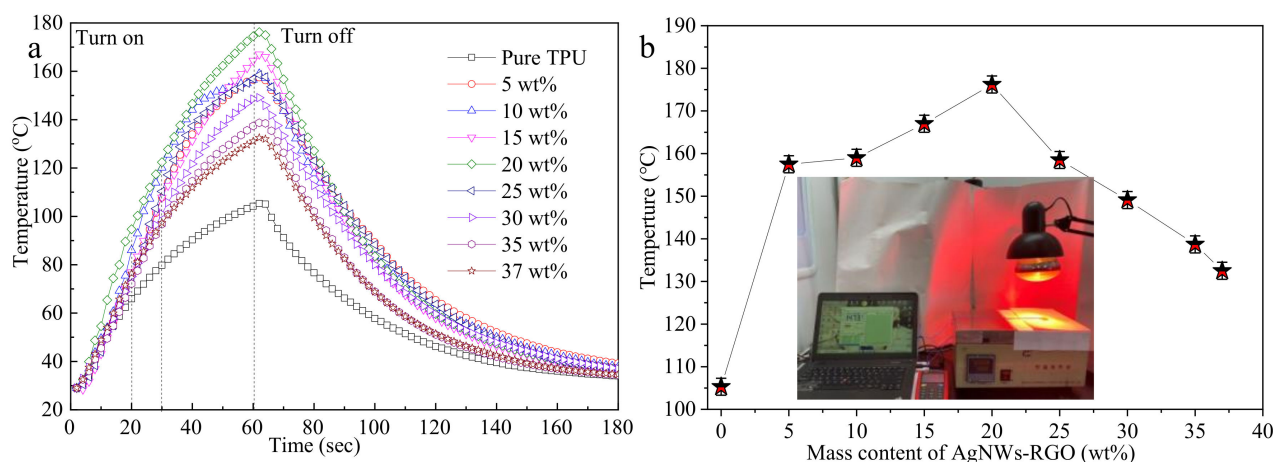 a
Turn on
Turn off
Pure TPU
5 wt%
10 wt%
15 wt%
20 wt%
25 wt%
30 wt%
35 wt%
37 wt%
Temperature (°C)
180
160
140
120
100
80
60
40
20
0 20 40 60 80 100 120 140 160 180
Time (sec)
b
Temperture (°C)
190
180
170
160
150
140
130
120
110
100
0 5 10 15 20 25 30 35 40
Mass content of AgNWs-RGO (wt%)